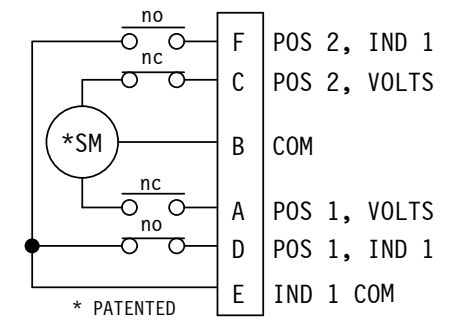 no
F POS 2, IND 1
nc
C POS 2, VOLTS
*SM B COM
nc
A POS 1, VOLTS
no
D POS 1, IND 1
E IND 1 COM
* PATENTED